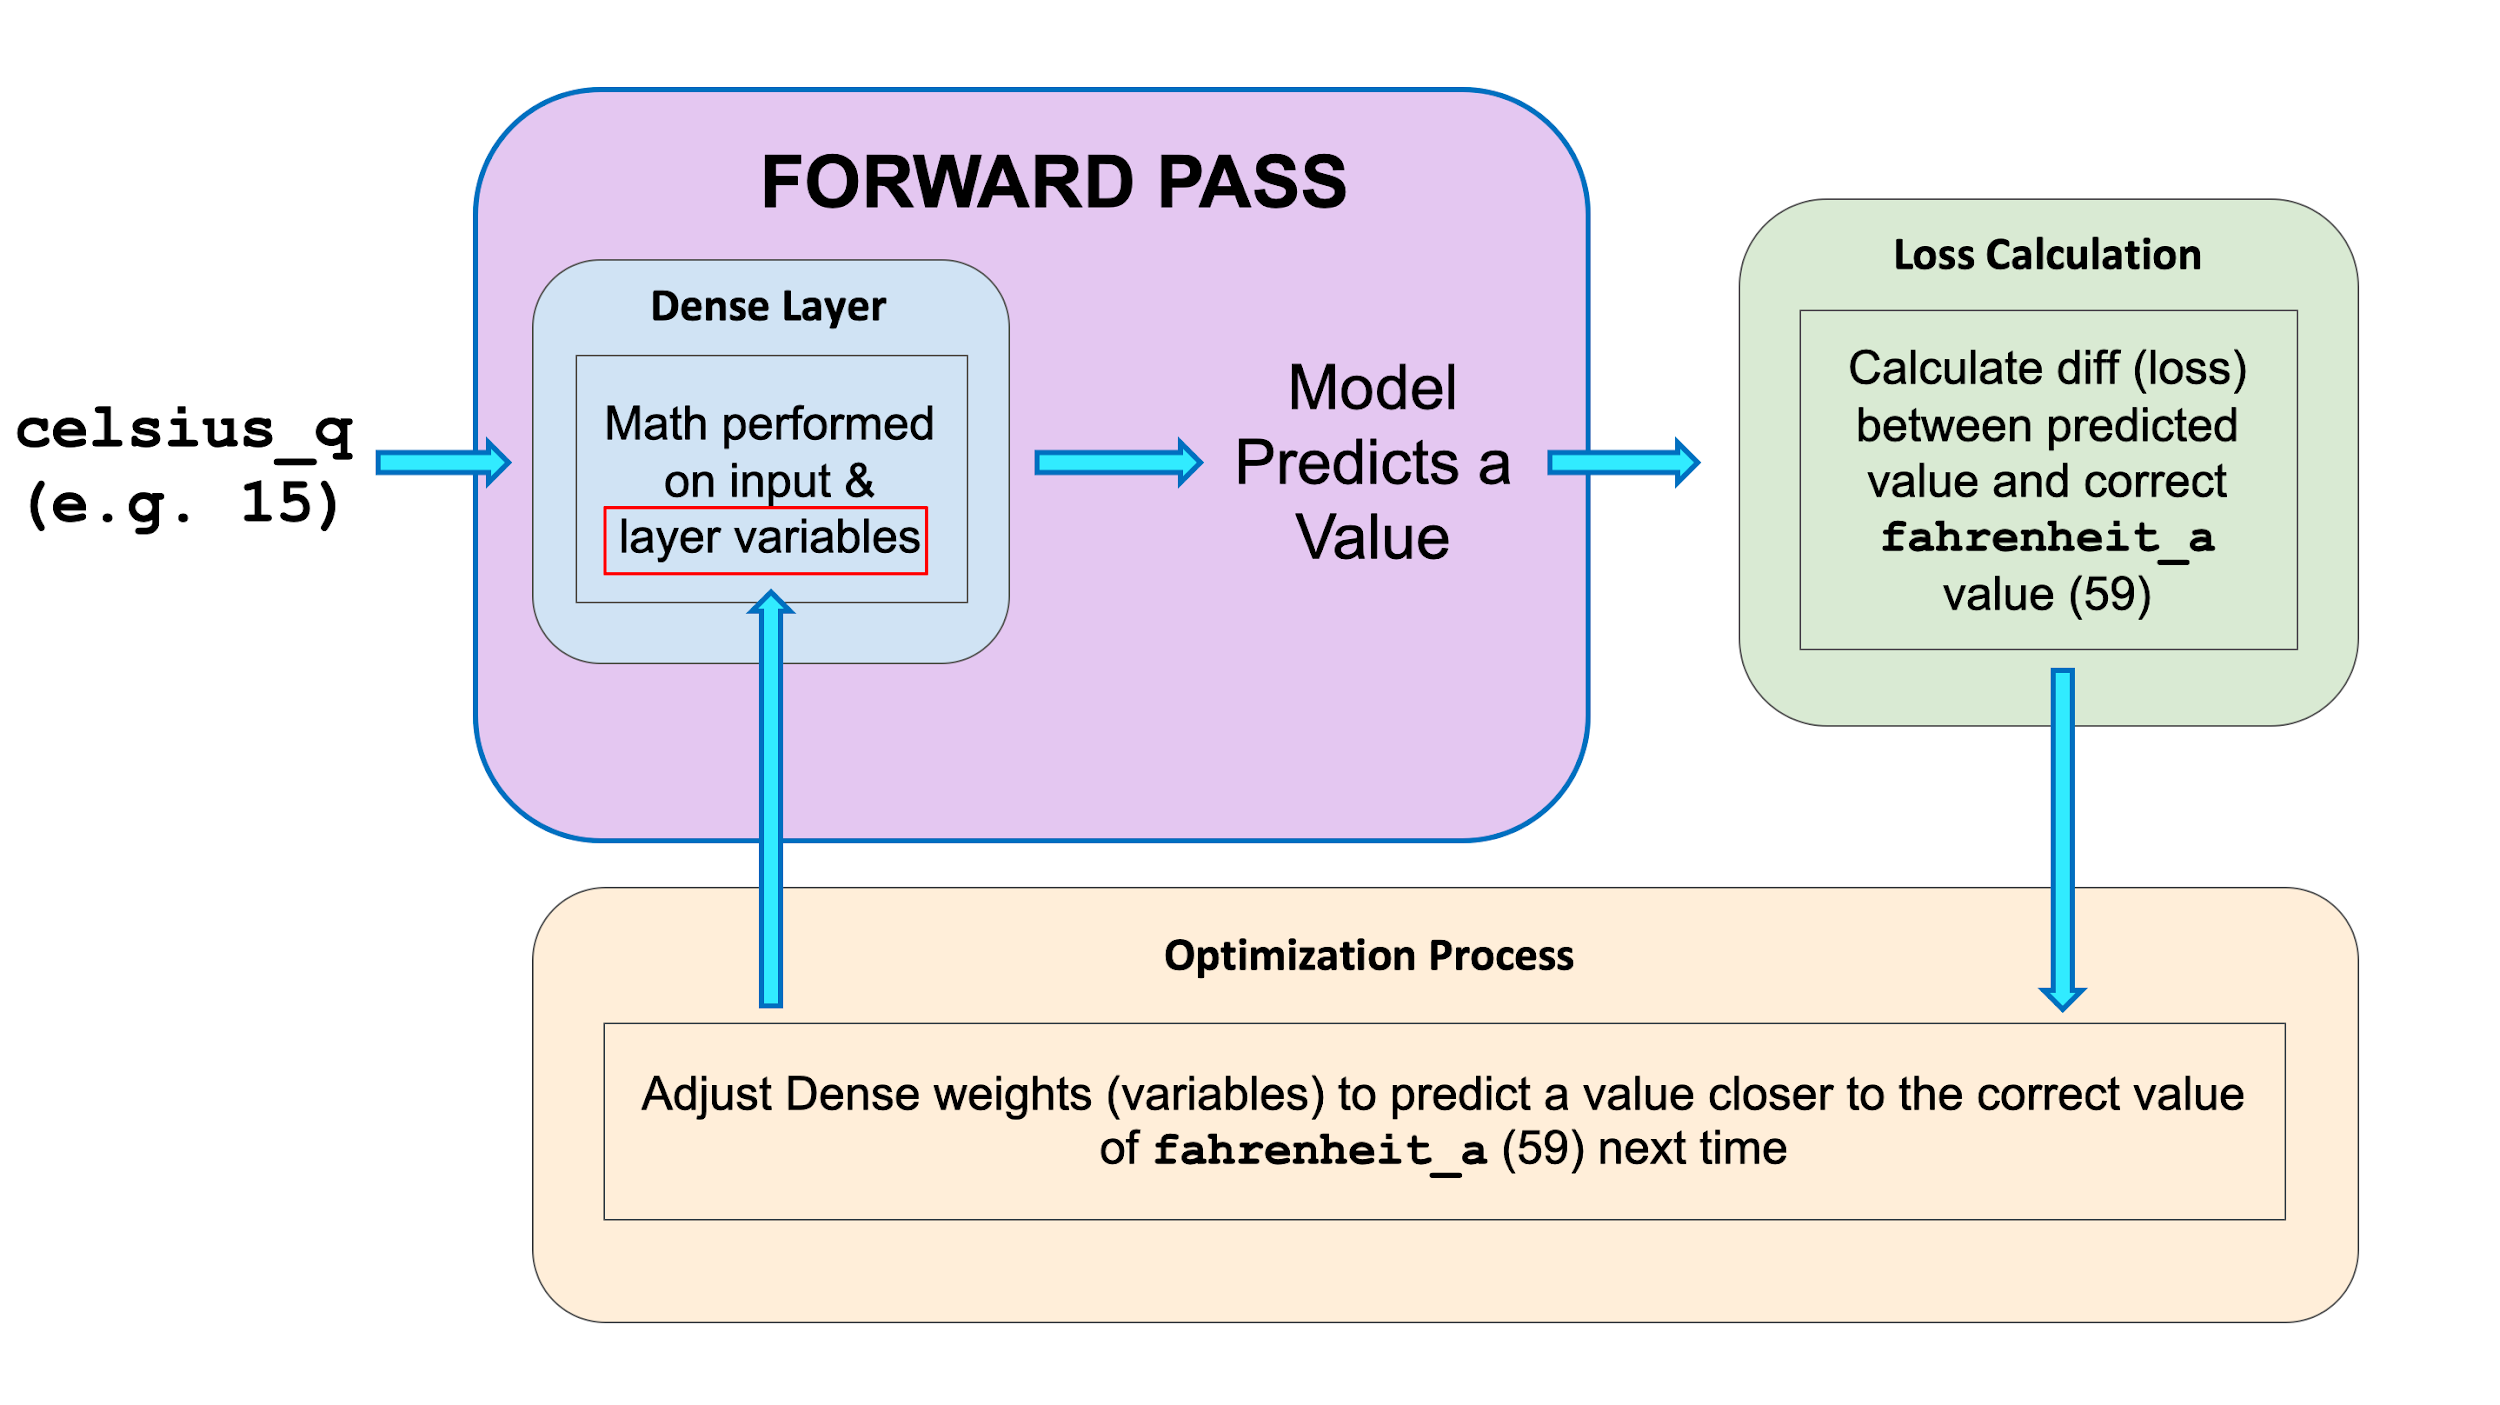 FORWARD PASS
celsius_q
(e.g. 15)
Dense Layer
Math performed
on input &
layer variables
Model
Predicts a
Value
Loss Calculation
Calculate diff (loss)
between predicted
value and correct
fahrenheit_a
value (59)
Optimization Process
Adjust Dense weights (variables) to predict a value closer to the correct value
of fahrenheit_a (59) next time